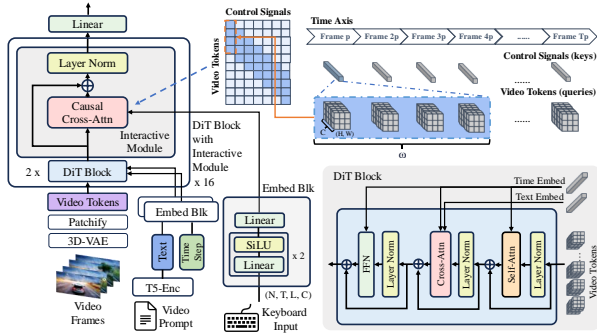 Linear
Layer Norm
Causal
Cross-Attn
Interactive
Module
2 x
DiT Block
x 16
DiT Block
with
Interactive
Module
Video Tokens
Patchify
3D-VAE
Video
Frames
Embed Blk
Text
Time
Step
T5-Enc
Video
Prompt
Embed Blk
Linear
SiLU
Linear
x 2
(N, T, L, C)
Keyboard
Input
Control Signals
Video Tokens
Time Axis
Frame p
Frame 2p
Frame 3p
Frame 4p
......
Frame Tp
Control Signals (keys)
......
Video Tokens
(queries)
......
C
(H, W)
ω
DiT Block
Time Embed
Text Embed
FFN
Layer Norm
Cross-Attn
Layer Norm
Self-Attn
Layer Norm